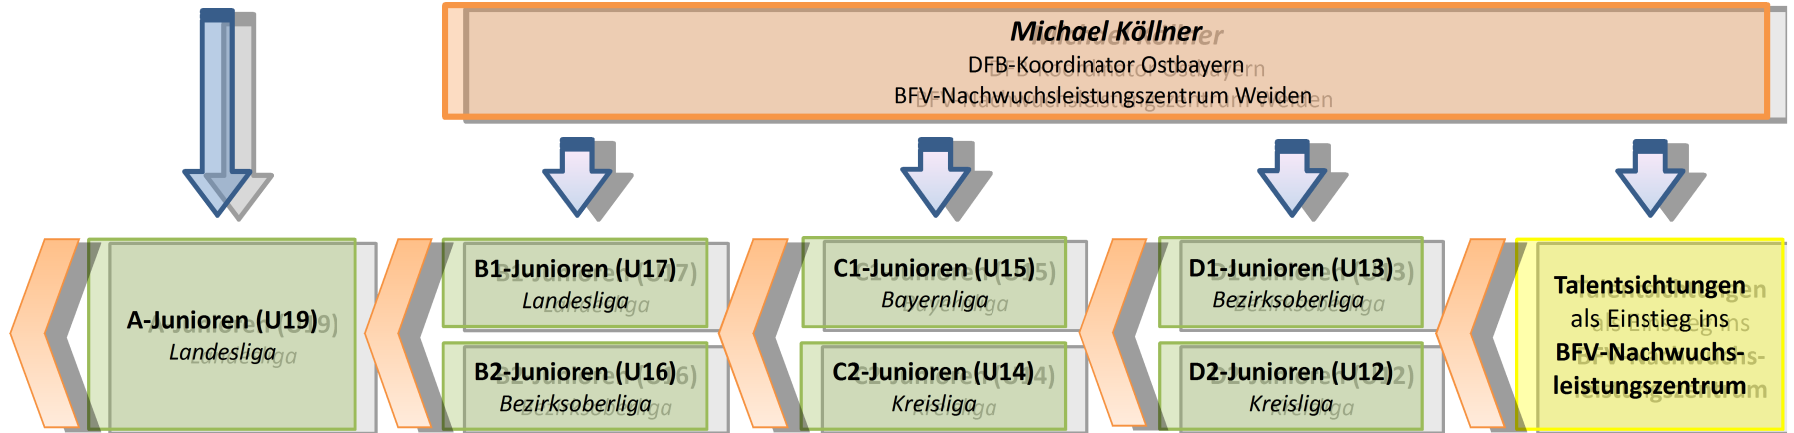 Michael Köllner
DFB-Koordinator Ostbayern
BFV-Nachwuchsleistungszentrum Weiden
A-Junioren (U19)
Landesliga
B1-Junioren (U17)
Landesliga
B2-Junioren (U16)
Bezirksoberliga
C1-Junioren (U15)
Bayernliga
C2-Junioren (U14)
Kreisliga
D1-Junioren (U13)
Bezirksoberliga
D2-Junioren (U12)
Kreisliga
Talentsichtungen
als Einstieg ins
BFV-Nachwuchs-
leistungszentrum